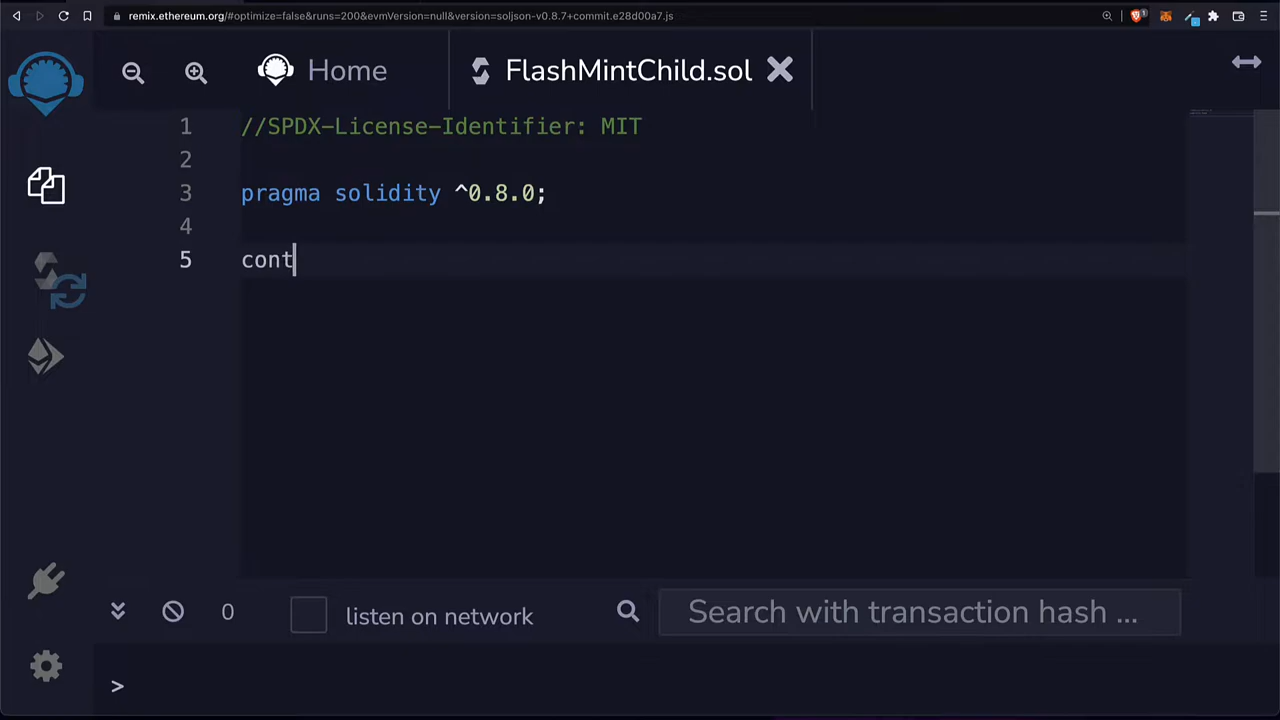 remix.ethereum.org/#optimize=false&runs=200&evmVersion=null&version=soljson-v0.8.7+commit.e28d00a7.js
Home
FlashMintChild.sol
1 //SPDX-License-Identifier: MIT
2
3 pragma solidity ^0.8.0;
4
5 cont
0
listen on network
Search with transaction hash ...
>